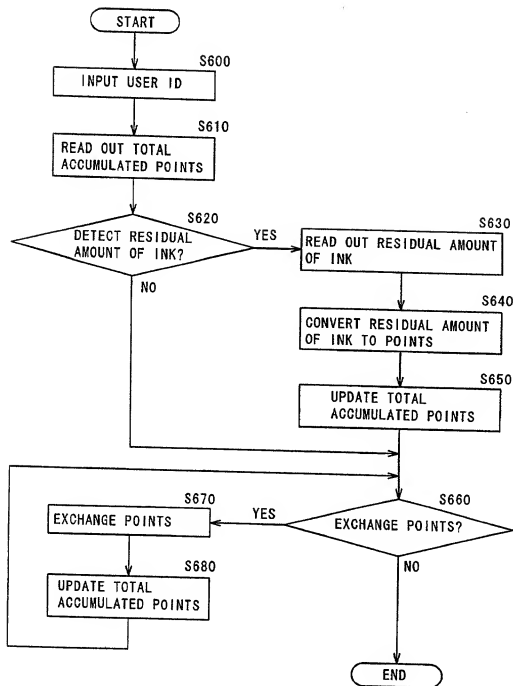 START
S600
INPUT USER ID
S610
READ OUT TOTAL
ACCUMULATED POINTS
S620
DETECT RESIDUAL
AMOUNT OF INK?
YES
NO
S630
READ OUT RESIDUAL AMOUNT
OF INK
S640
CONVERT RESIDUAL AMOUNT
OF INK TO POINTS
S650
UPDATE TOTAL
ACCUMULATED POINTS
S660
EXCHANGE POINTS?
YES
NO
S670
EXCHANGE POINTS
S680
UPDATE TOTAL
ACCUMULATED POINTS
END